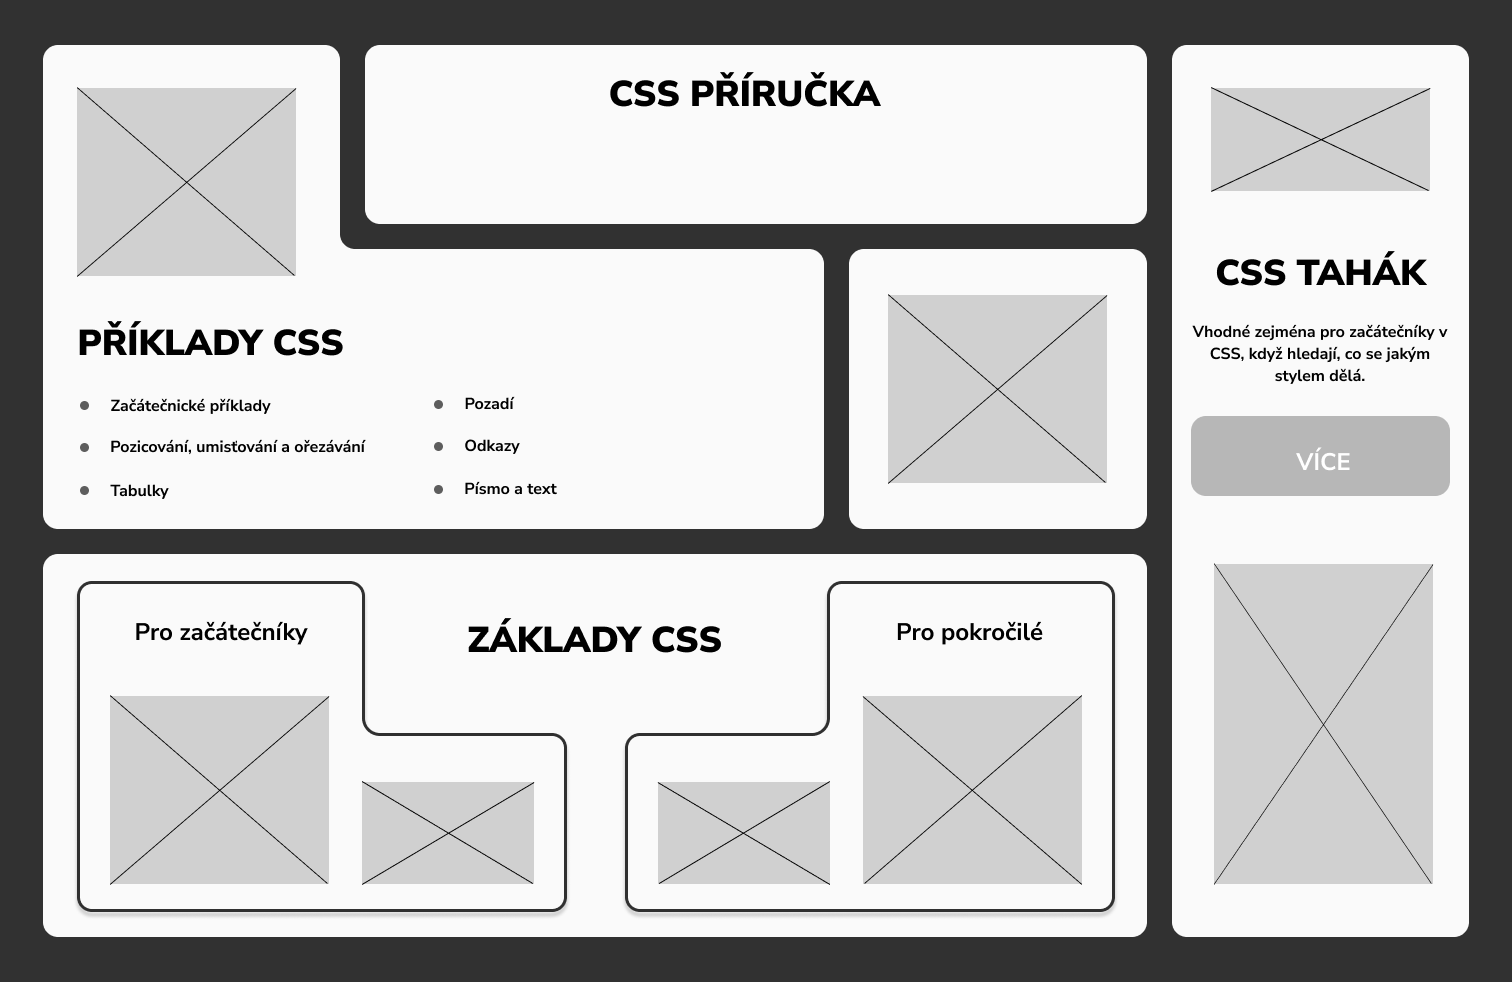 CSS PŘÍRUČKA
PŘÍKLADY CSS
Začátečnické příklady
Pozicování, umisťování a ořezávání
Tabulky
Pozadí
Odkazy
Písmo a text
CSS TAHÁK
Vhodné zejména pro začátečníky v
CSS, když hledají, co se jakým
stylem dělá.
VÍCE
Pro začátečníky
ZÁKLADY CSS
Pro pokročilé